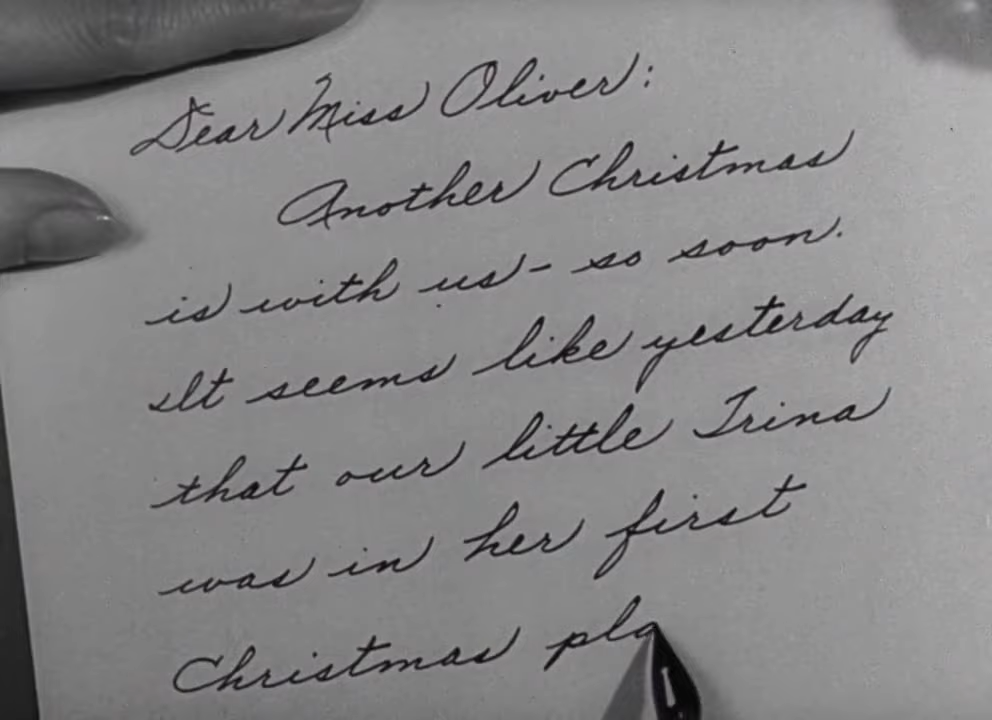 Dear Miss Oliver:
Another Christmas
is with us - so soon.
It seems like yesterday
that our little Trina
was in her first
Christmas pla